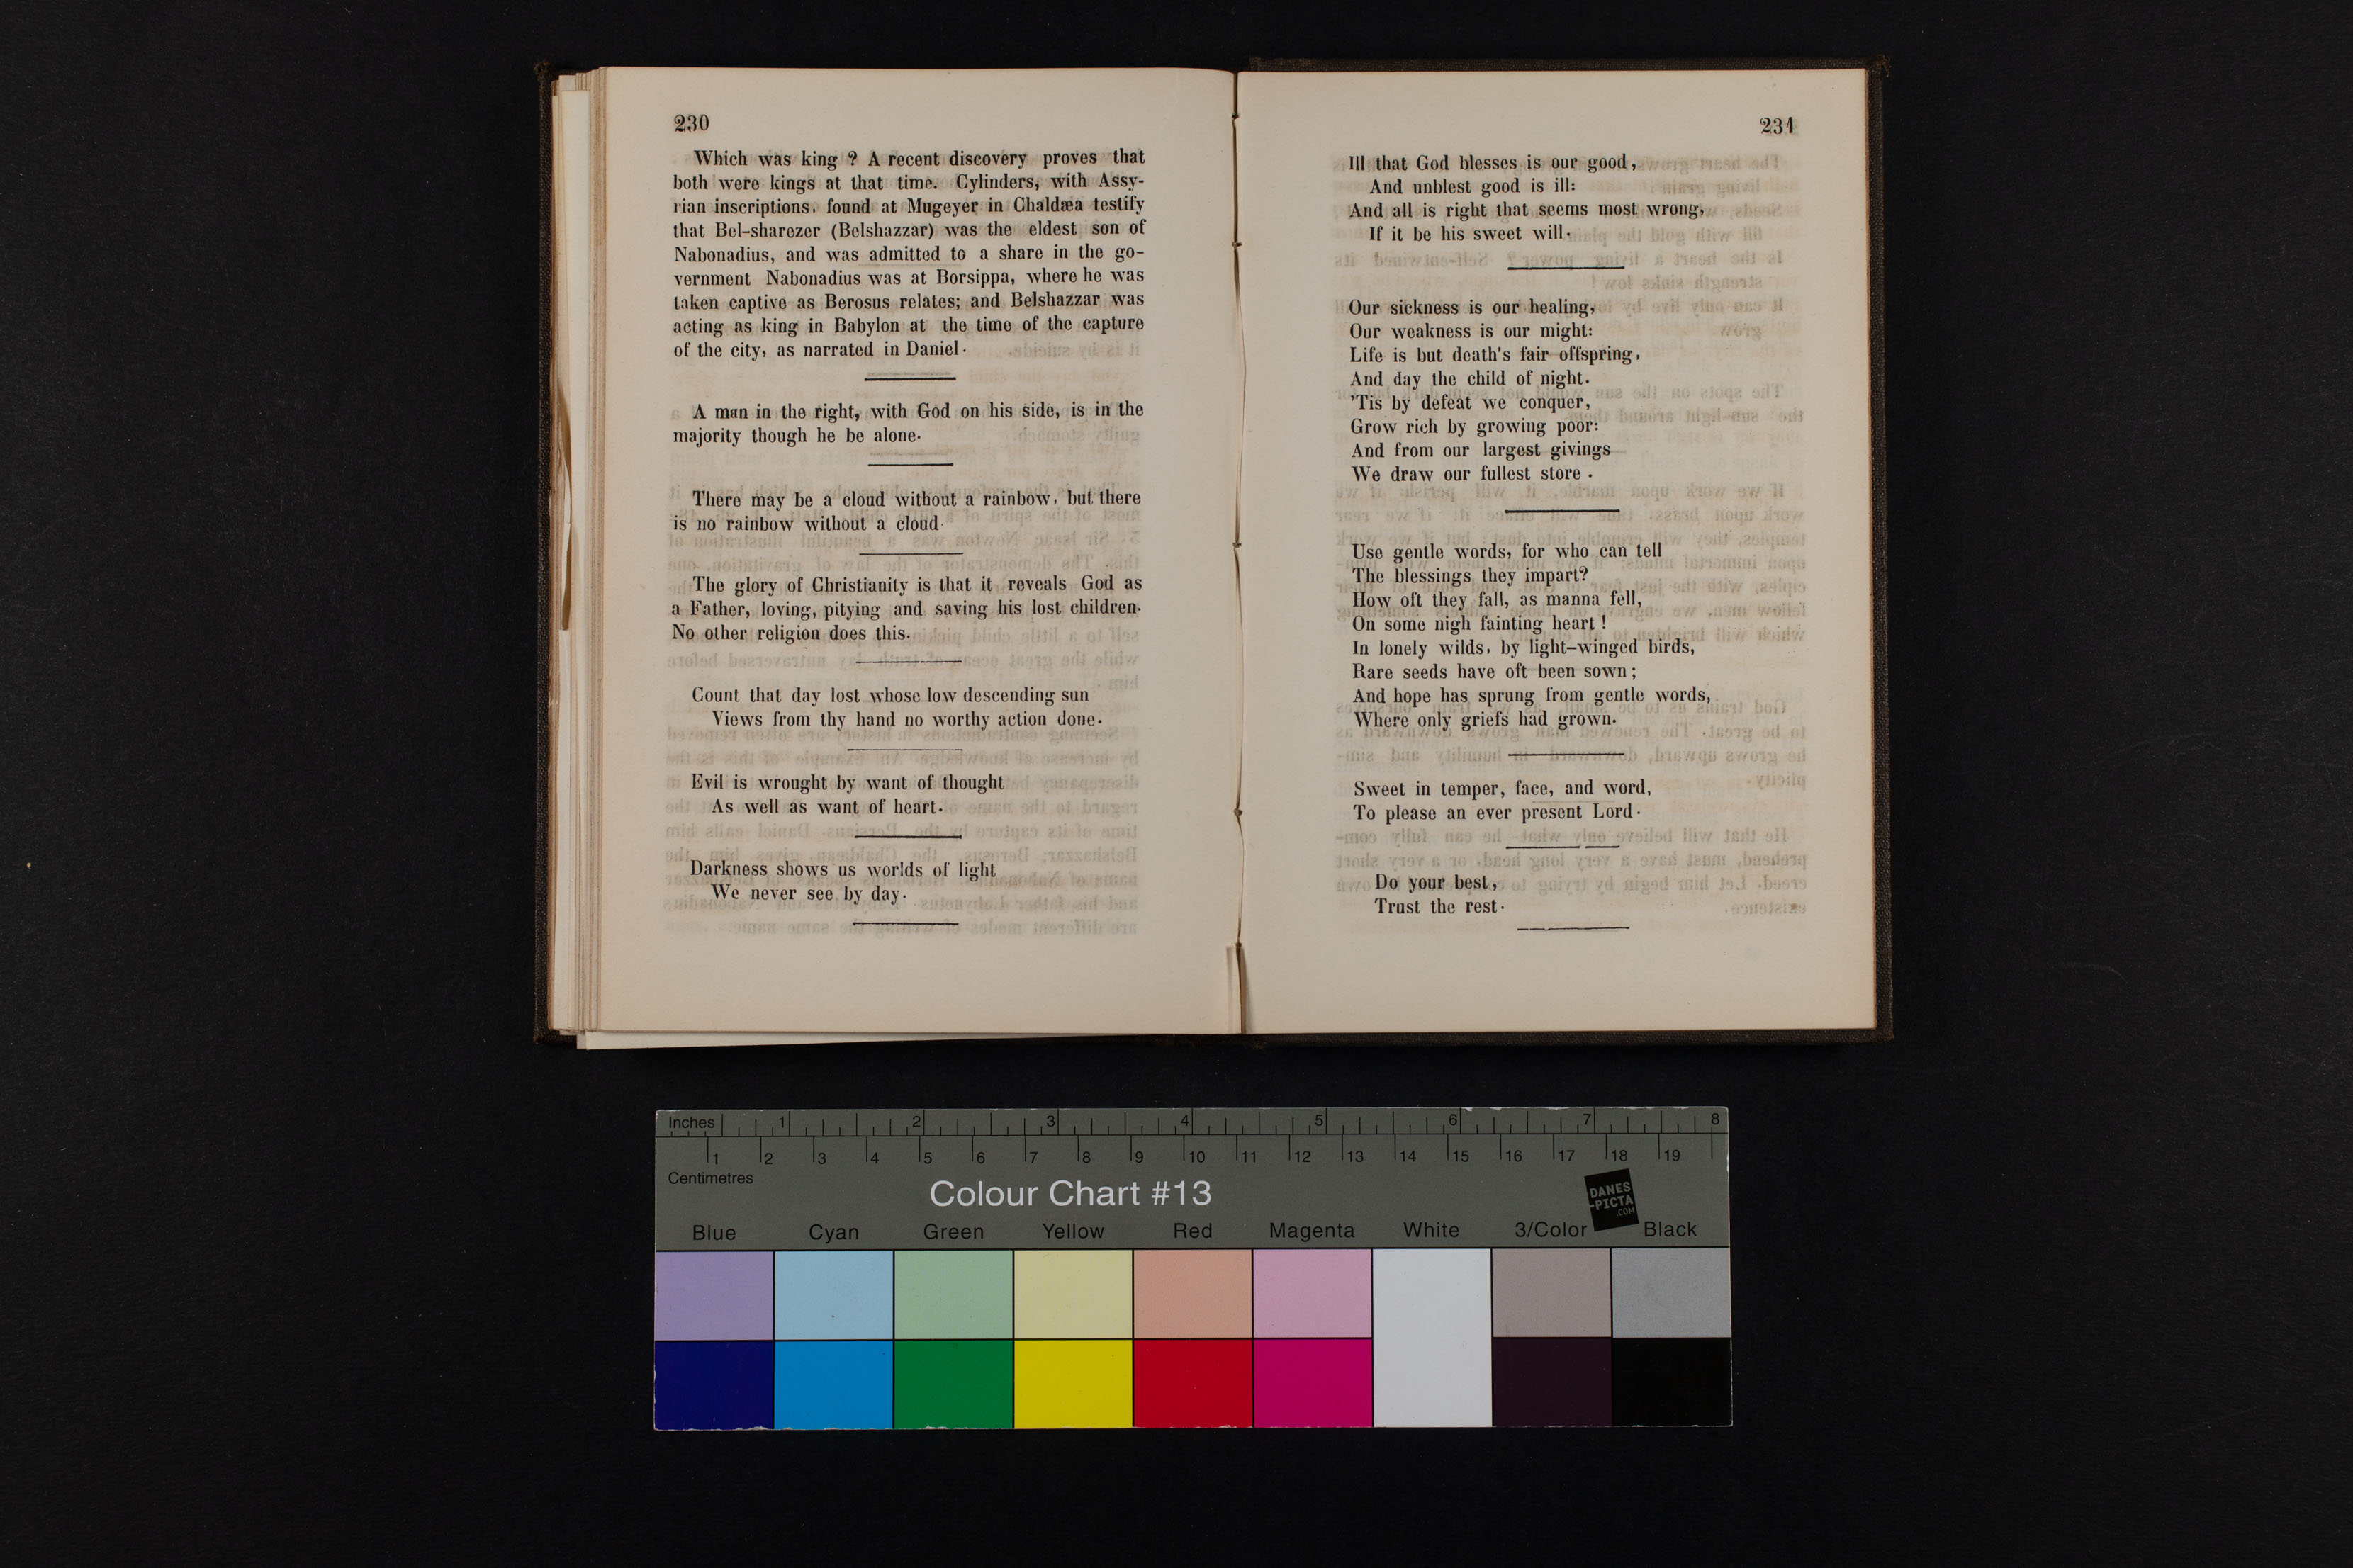 230
Which was king ? A recent discovery proves that
both were kings at that time. Cylinders, with Assy-
rian inscriptions, found at Mugeyer in Chaldæa testify
that Bel-sharezer (Belshazzar) was the eldest son of
Nabonadius, and was admitted to a share in the go-
vernment Nabonadius was at Borsippa, where he was
taken captive as Berosus relates; and Belshazzar was
acting as king in Babylon at the time of the capture
of the city, as narrated in Daniel.
A man in the right, with God on his side, is in the
majority though he be alone.
There may be a cloud without a rainbow, but there
is no rainbow without a cloud.
The glory of Christianity is that it reveals God as
a Father, loving, pitying and saving his lost children.
No other religion does this.
Count that day lost whose low descending sun
Views from thy hand no worthy action done.
Evil is wrought by want of thought
As well as want of heart.
Darkness shows us worlds of light
We never see by day.
231
Ill that God blesses is our good,
And unblest good is ill:
And all is right that seems most wrong,
If it be his sweet will.
Our sickness is our healing,
Our weakness is our might:
Life is but death's fair offspring,
And day the child of night.
'Tis by defeat we conquer,
Grow rich by growing poor:
And from our largest givings
We draw our fullest store .
Use gentle words, for who can tell
The blessings they impart?
How oft they fall, as manna fell,
On some nigh fainting heart !
In lonely wilds, by light-winged birds,
Rare seeds have oft been sown ;
And hope has sprung from gentle words,
Where only griefs had grown.
Sweet in temper, face, and word,
To please an ever present Lord.
Do your best,
Trust the rest.
Inches 1 2 3 4 5 6 7 8
1 2 3 4 5 6 7 8 9 10 11 12 13 14 15 16 17 18 19
Centimetres
Colour Chart #13
DANES
-PICTA
.COM
Blue Cyan Green Yellow Red Magenta White 3/Color Black